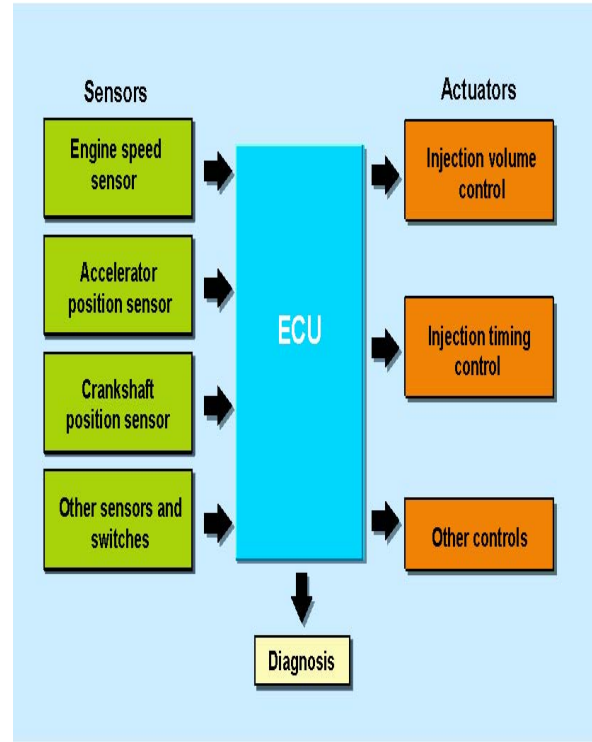 Sensors
Engine speed
sensor
Accelerator
position sensor
Crankshaft
position sensor
Other sensors and
switches
ECU
Actuators
Injection volume
control
Injection timing
control
Other controls
Diagnosis